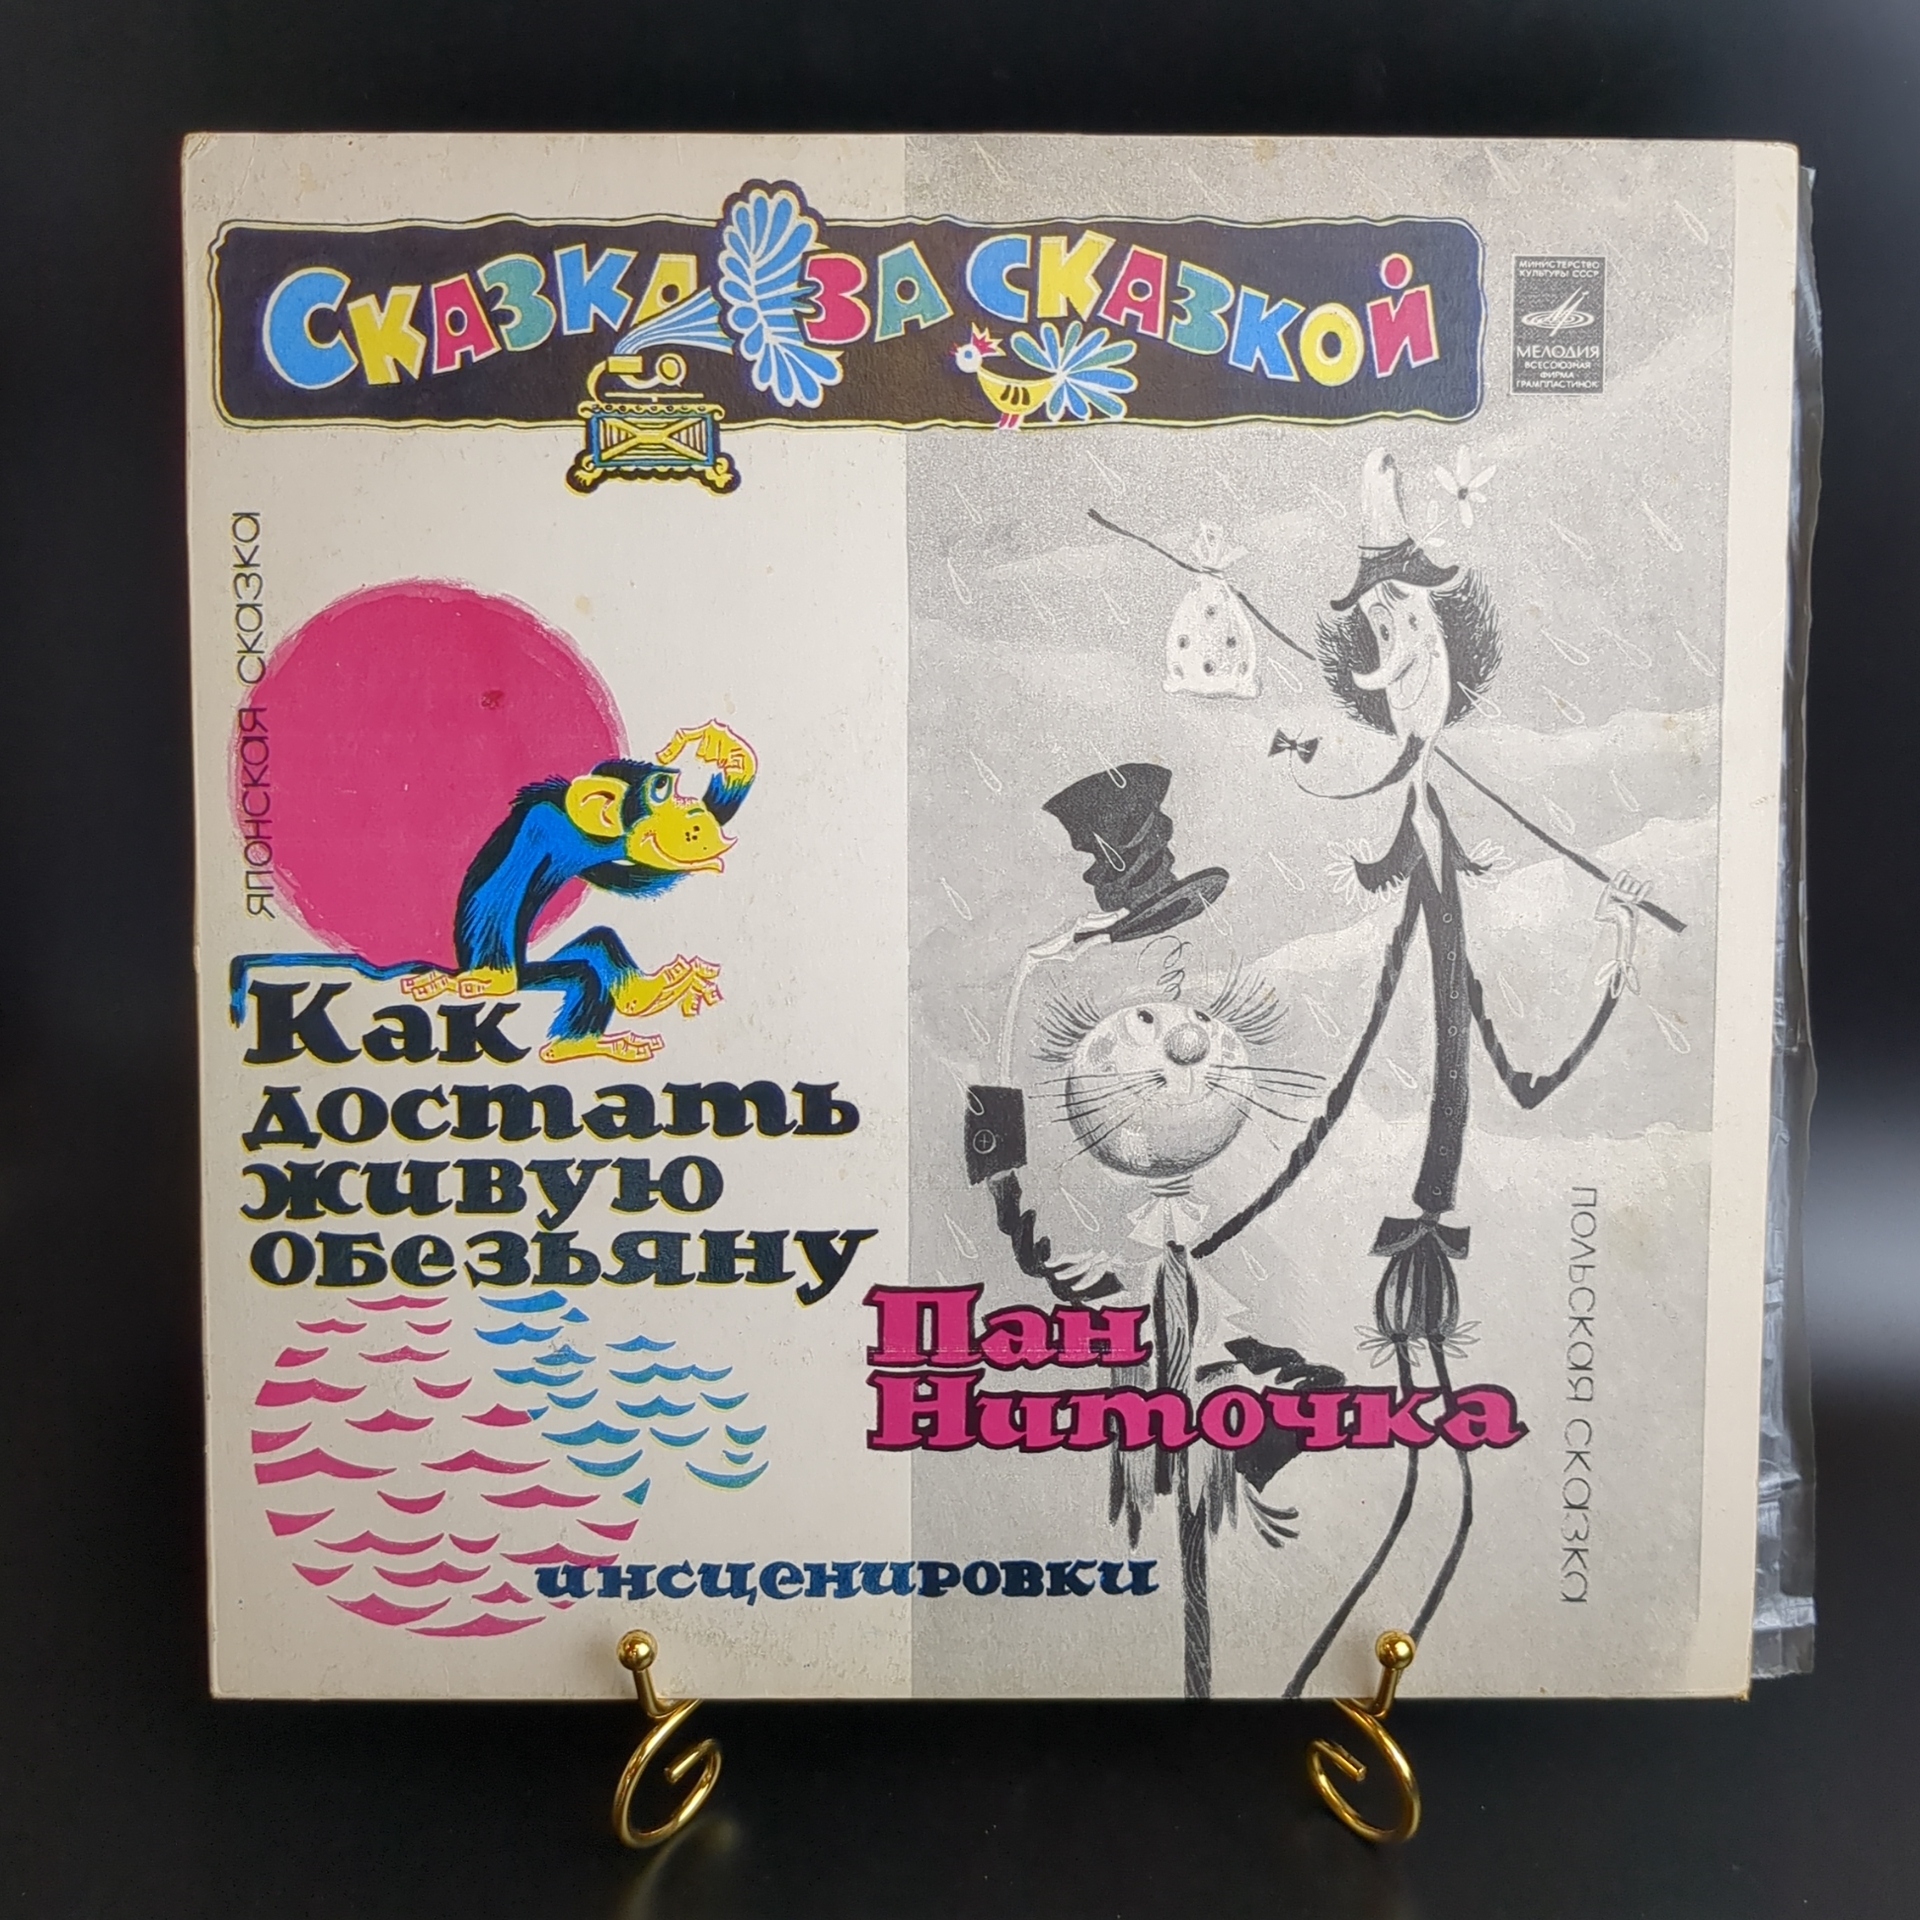 Сказка за сказкой
МИНИСТЕРСТВО
КУЛЬТУРЫ СССР
МЕЛОДИЯ
ВСЕСОЮЗНАЯ
ФИРМА
ГРАМПЛАСТИНОК
ЯПОНСКАЯ СКАЗКА
Как
достать
живую
обезьяну
Пан
Ниточка
ПОЛЬСКАЯ СКАЗКА
инсценировки